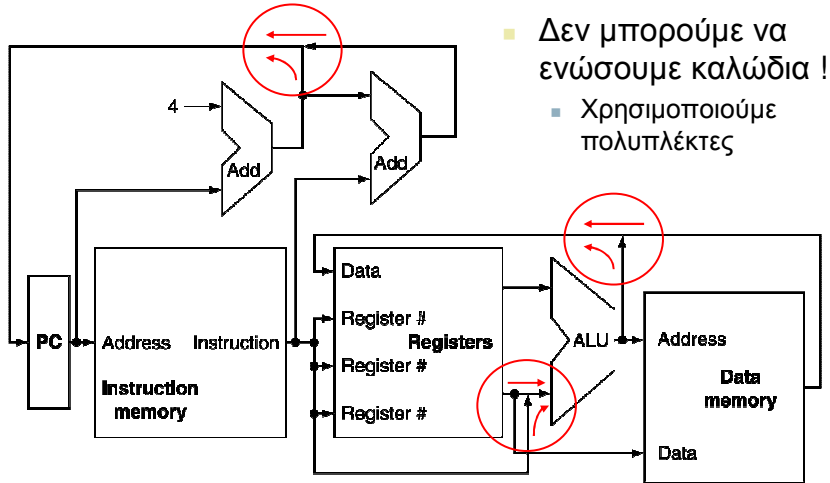 Δεν μπορούμε να
ενώσουμε καλώδια !
Χρησιμοποιούμε
πολυπλέκτες
4
Add
Add
Data
PC
Address
Instruction
Register #
Registers
ALU
Address
Register #
Instruction
memory
Data
memory
Register #
Data